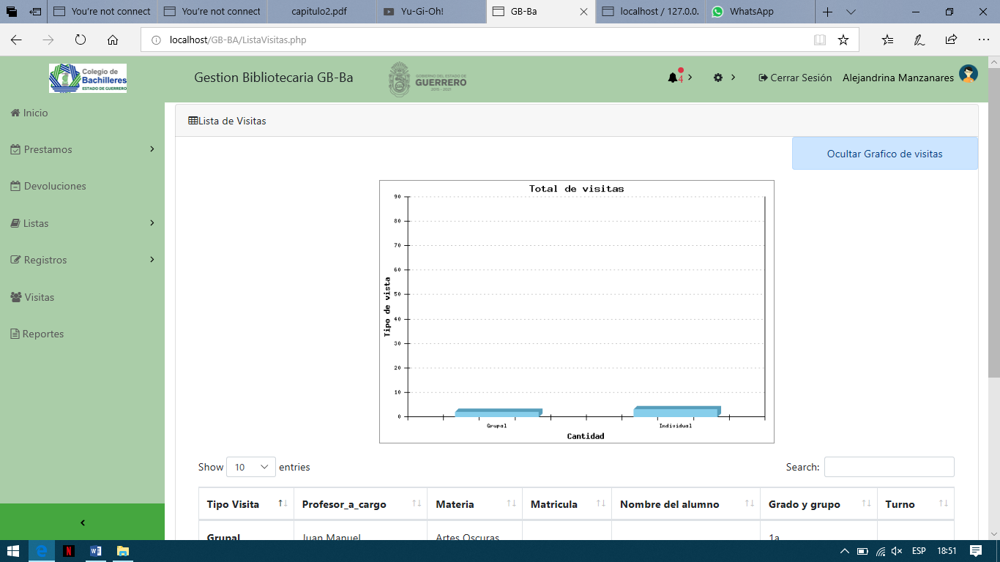 You're not connect
You're not connect
capitulo2.pdf
Yu-Gi-Oh!
GB-Ba
localhost / 127.0.0.
WhatsApp
localhost/GB-BA/ListaVisitas.php
Colegio de
Bachilleres
ESTADO DE GUERRERO
Gestion Bibliotecaria GB-Ba
GOBIERNO DEL ESTADO DE
GUERRERO
2015 - 2021
4
Cerrar Sesión
Alejandrina Manzanares
Inicio
Prestamos
Devoluciones
Listas
Registros
Visitas
Reportes
Lista de Visitas
Ocultar Grafico de visitas
Total de visitas
90
80
70
60
50
40
30
20
10
0
Tipo de vista
Grupal
Individual
Cantidad
Show 10 entries
Search:
Tipo Visita Profesor_a_cargo Materia Matricula Nombre del alumno Grado y grupo Turno
Grupal Juan Manuel Artes Oscuras 1a
ESP 18:51